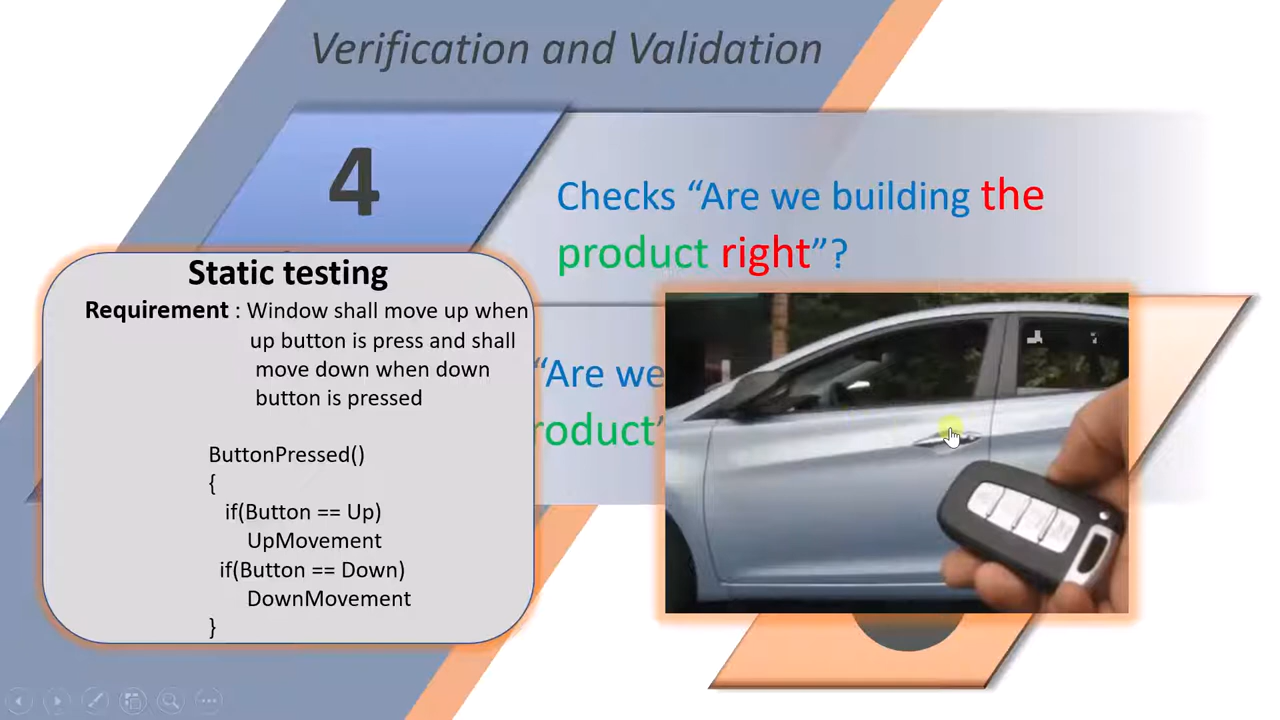 Verification and Validation
4
Checks “Are we building the
product right”?
Static testing
Requirement : Window shall move up when
up button is press and shall
move down when down
button is pressed
ButtonPressed()
{
if(Button == Up)
UpMovement
if(Button == Down)
DownMovement
}
“Are we
roduct”